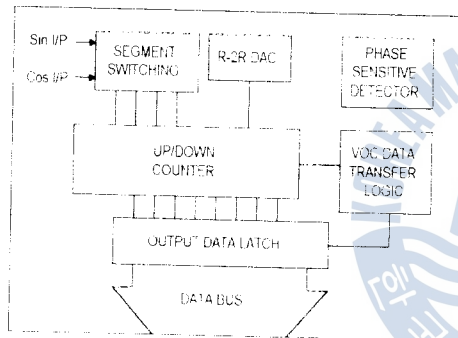 Sin I/P
Cos I/P
SEGMENT
SWITCHING
R-2R DAC
PHASE
SENSITIVE
DETECTOR
UP/DOWN
COUNTER
VOC DATA
TRANSFER
LOGIC
OUTPUT DATA LATCH
DATA BUS